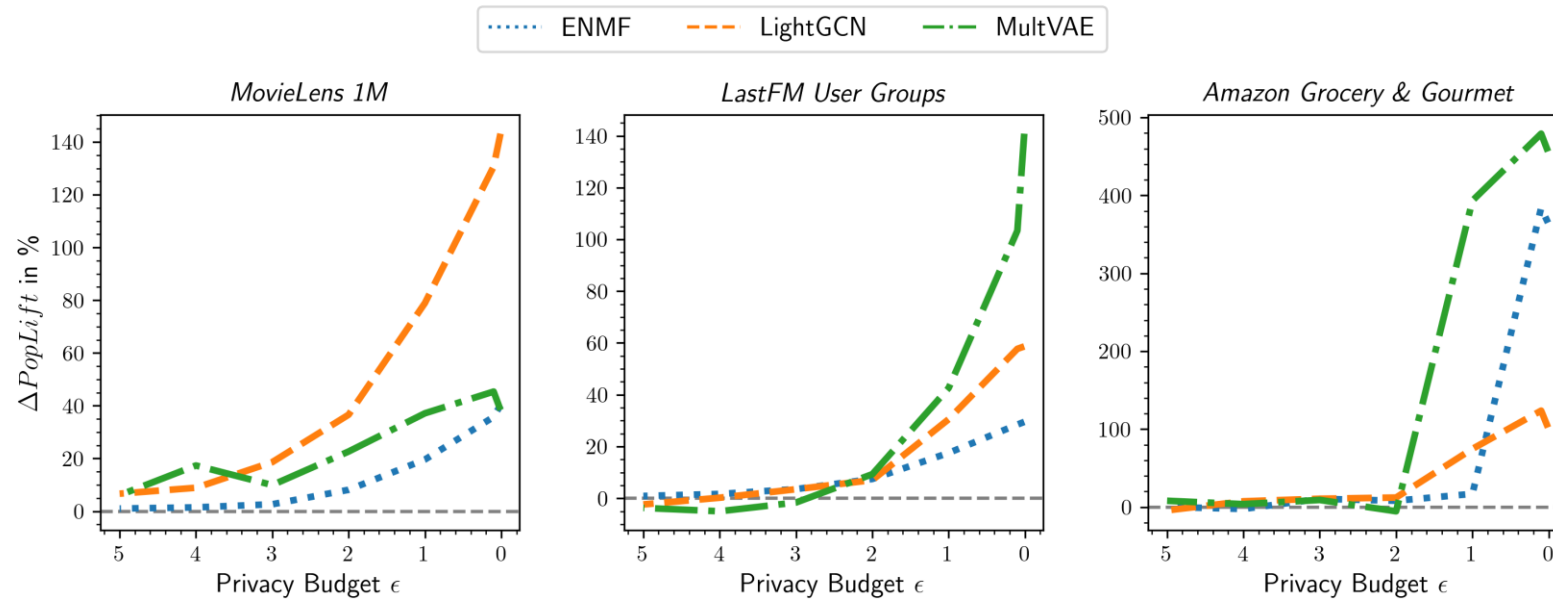 ENMF LightGCN MultVAE
MovieLens 1M
ΔPopLift in %
140
120
100
80
60
40
20
0
5 4 3 2 1 0
Privacy Budget ϵ
LastFM User Groups
140
120
100
80
60
40
20
0
5 4 3 2 1 0
Privacy Budget ϵ
Amazon Grocery & Gourmet
500
400
300
200
100
0
5 4 3 2 1 0
Privacy Budget ϵ